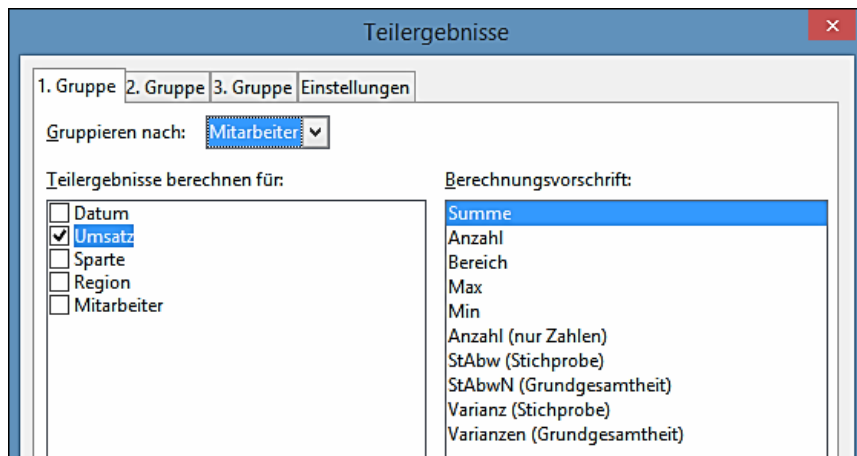 Teilergebnisse
1. Gruppe 2. Gruppe 3. Gruppe Einstellungen
Gruppieren nach: Mitarbeiter
Teilergebnisse berechnen für:
Datum
Umsatz
Sparte
Region
Mitarbeiter
Berechnungsvorschrift:
Summe
Anzahl
Bereich
Max
Min
Anzahl (nur Zahlen)
StAbw (Stichprobe)
StAbwN (Grundgesamtheit)
Varianz (Stichprobe)
Varianzen (Grundgesamtheit)